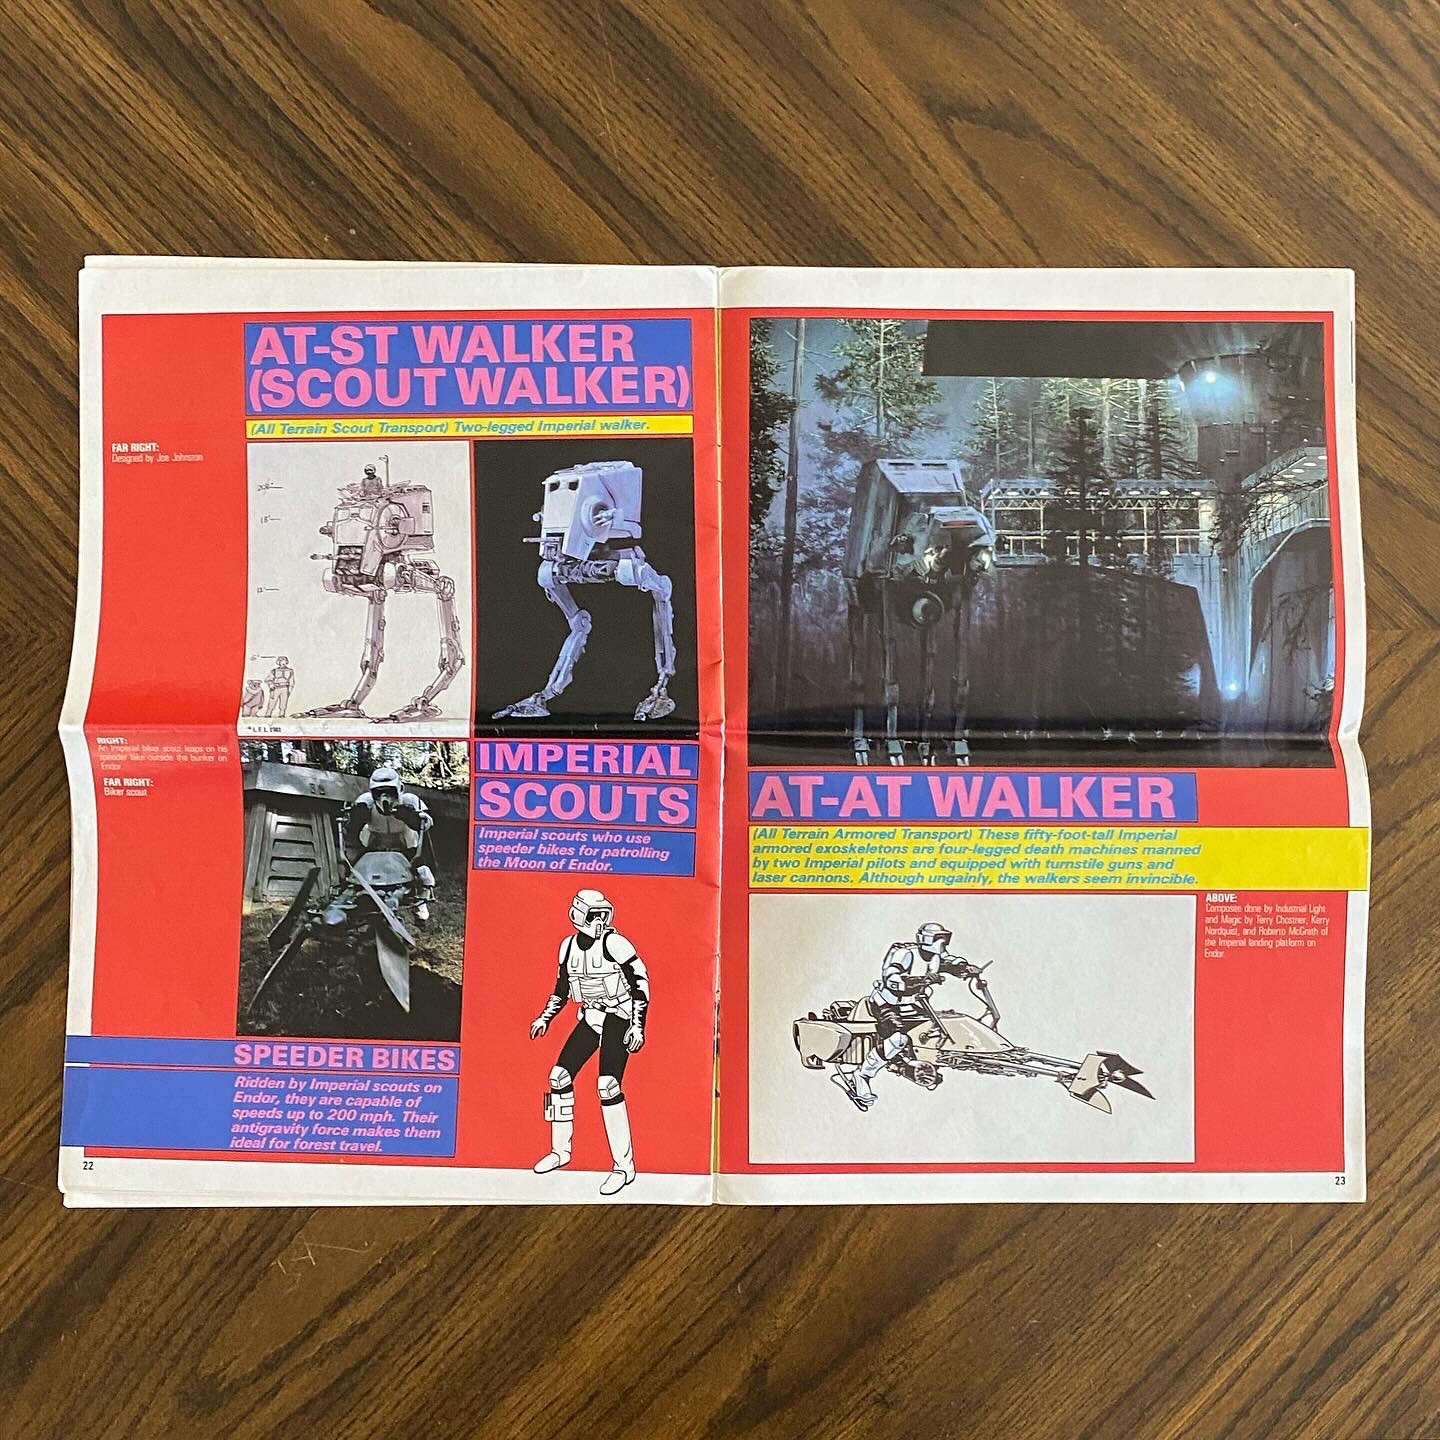 AT-ST WALKER
(SCOUT WALKER)
(All Terrain Scout Transport) Two-legged Imperial walker.
FAR RIGHT:
Designed by Joe Johnston
18'
12'
6'
RIGHT:
An Imperial biker scout leaps on his
speeder bike outside the bunker on
Endor
FAR RIGHT:
Biker scout
IMPERIAL
SCOUTS
Imperial scouts who use
speeder bikes for patrolling
the Moon of Endor.
SPEEDER BIKES
Ridden by Imperial scouts on
Endor, they are capable of
speeds up to 200 mph. Their
antigravity force makes them
ideal for forest travel.
22
AT-AT WALKER
(All Terrain Armored Transport) These fifty-foot-tall Imperial
armored exoskeletons are four-legged death machines manned
by two Imperial pilots and equipped with turnstile guns and
laser cannons. Although ungainly, the walkers seem invincible.
ABOVE:
Composite done by Industrial Light
and Magic by Terry Chostner, Kerry
Nordquist, and Roberto McGrath of
the Imperial landing platform on
Endor.
23